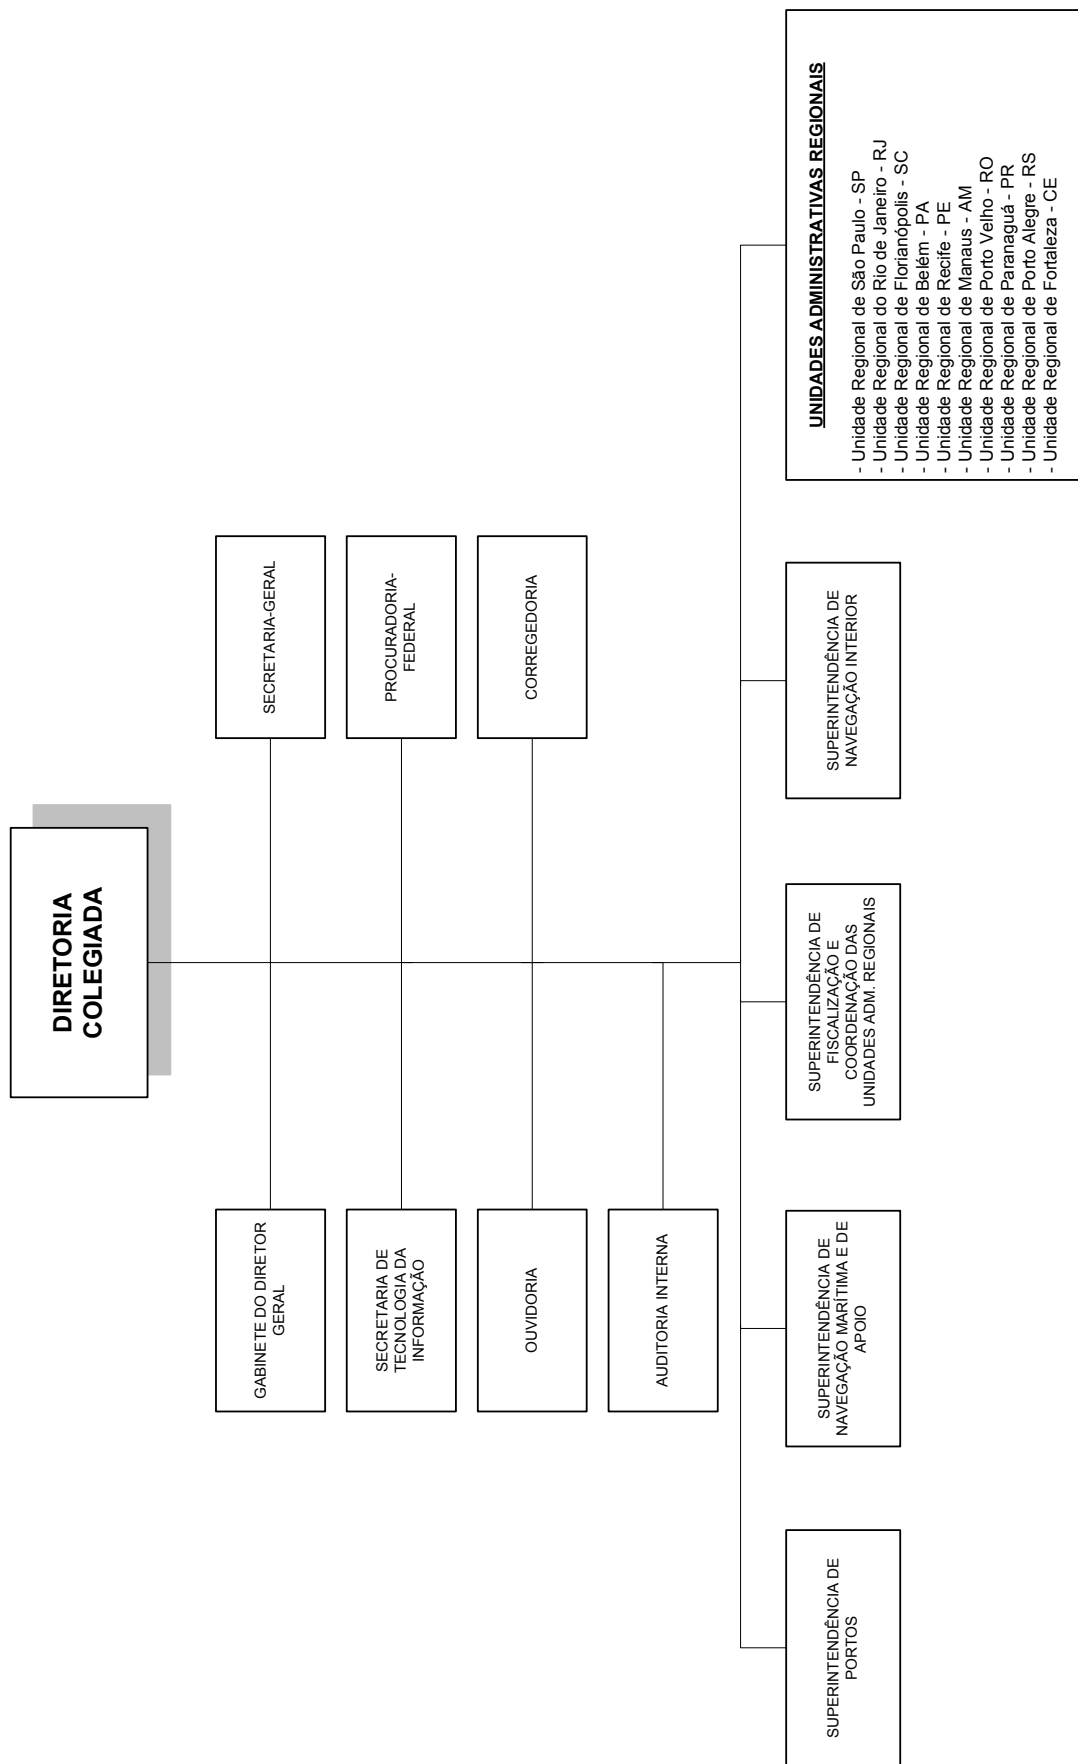 DIRETORIA
COLEGIADA
GABINETE DO DIRETOR
GERAL
SECRETARIA-GERAL
SECRETARIA DE
TECNOLOGIA DA
INFORMAÇÃO
PROCURADORIA-
FEDERAL
OUVIDORIA
CORREGEDORIA
AUDITORIA INTERNA
SUPERINTENDÊNCIA DE
PORTOS
SUPERINTENDÊNCIA DE
NAVEGAÇÃO MARÍTIMA E DE
APOIO
SUPERINTENDÊNCIA DE
FISCALIZAÇÃO E
COORDENAÇÃO DAS
UNIDADES ADM. REGIONAIS
SUPERINTENDÊNCIA DE
NAVEGAÇÃO INTERIOR
UNIDADES ADMINISTRATIVAS REGIONAIS
- Unidade Regional de São Paulo - SP
- Unidade Regional do Rio de Janeiro - RJ
- Unidade Regional de Florianópolis - SC
- Unidade Regional de Belém - PA
- Unidade Regional de Recife - PE
- Unidade Regional de Manaus - AM
- Unidade Regional de Porto Velho - RO
- Unidade Regional de Paranaguá - PR
- Unidade Regional de Porto Alegre - RS
- Unidade Regional de Fortaleza - CE